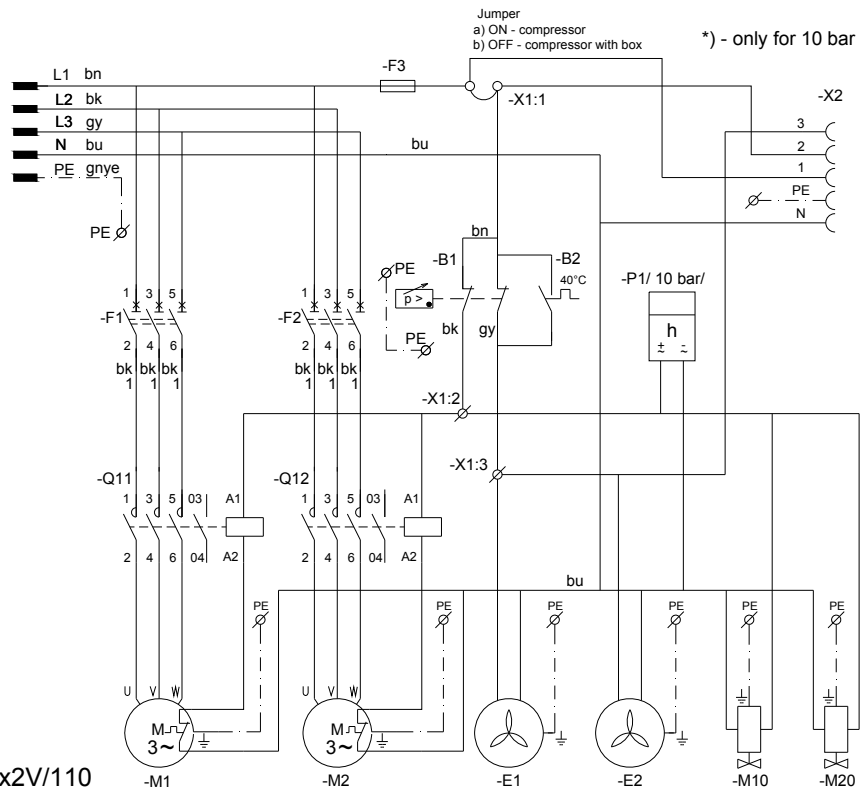 Jumper
a) ON - compressor
b) OFF - compressor with box
*) - only for 10 bar
-F3
-X1:1
-X2
L1 bn
L2 bk
L3 gy
N bu
bu
PE gnye
3
2
1
PE
N
PE
bn
-B1
-B2
PE
40°C
-P1/ 10 bar/
p >
h
± ~
1 3 5
-F1
2 4 6
bk bk bk
1 1
1 3 5
-F2
2 4 6
bk bk bk
1 1
bk
gy
PE
-X1:2
-X1:3
-Q11
1 3 5 03 A1
2 4 6 04 A2
-Q12
1 3 5 03 A1
2 4 6 04 A2
bu
PE
PE
PE
PE
PE
PE
U V W
M
3~
U V W
M
3~
x2V/110
-M1
-M2
-E1
-E2
-M10
-M20